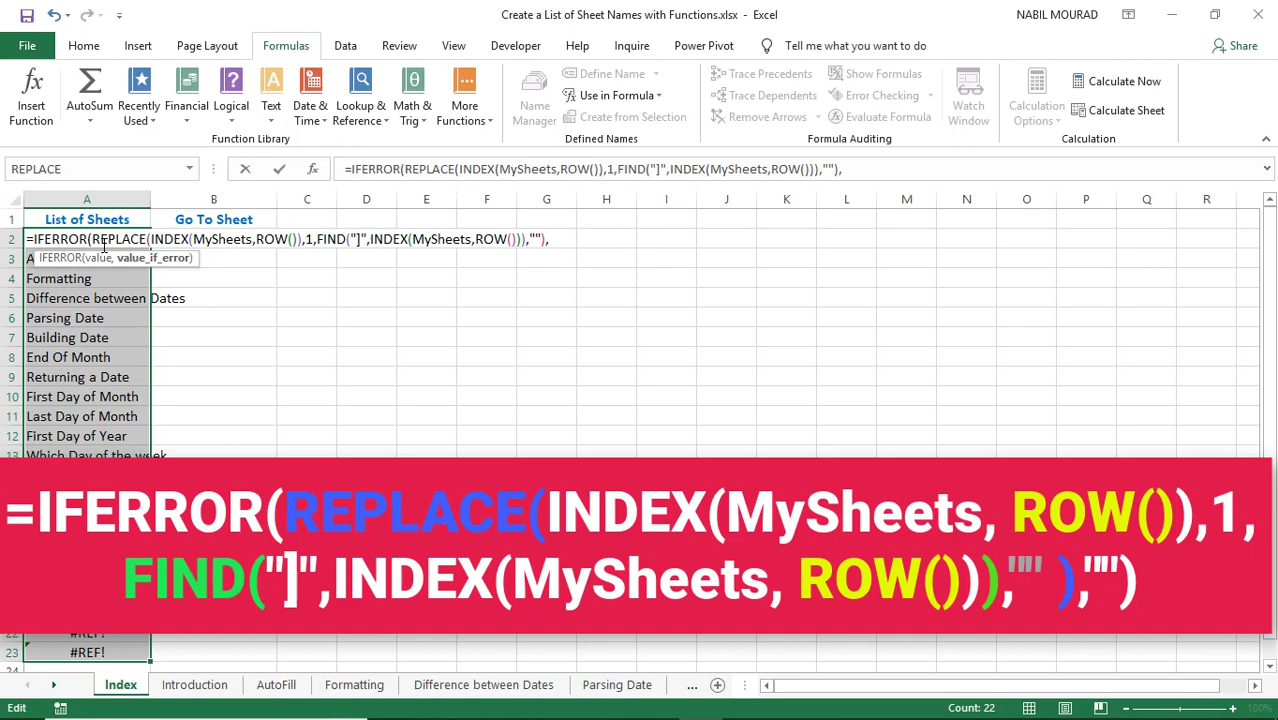 Create a List of Sheet Names with Functions.xlsx - Excel
NABIL MOURAD
File Home Insert Page Layout Formulas Data Review View Developer Help Inquire Power Pivot Tell me what you want to do Share
Insert Function
AutoSum
Recently Used
Financial
Logical
Text
Date & Time
Lookup & Reference
Math & Trig
More Functions
Function Library
Name Manager
Define Name
Use in Formula
Create from Selection
Defined Names
Trace Precedents
Trace Dependents
Remove Arrows
Show Formulas
Error Checking
Evaluate Formula
Formula Auditing
Watch Window
Calculation Options
Calculate Now
Calculate Sheet
Calculation
REPLACE
fx
=IFERROR(REPLACE(INDEX(MySheets,ROW()),1,FIND("]",INDEX(MySheets,ROW())),""),
A B C D E F G H I J K L M N O P Q R
1 List of Sheets Go To Sheet
2 =IFERROR(REPLACE(INDEX(MySheets,ROW()),1,FIND("]",INDEX(MySheets,ROW())),""),
IFERROR(value, value_if_error)
3 A
4 Formatting
5 Difference between Dates
6 Parsing Date
7 Building Date
8 End Of Month
9 Returning a Date
10 First Day of Month
11 Last Day of Month
12 First Day of Year
13 Which Day of the week
=IFERROR(REPLACE(INDEX(MySheets, ROW()),1,
FIND("]",INDEX(MySheets, ROW())),"" ),"")
22 #REF!
23 #REF!
24
Index Introduction AutoFill Formatting Difference between Dates Parsing Date ...
Edit Count: 22 100%